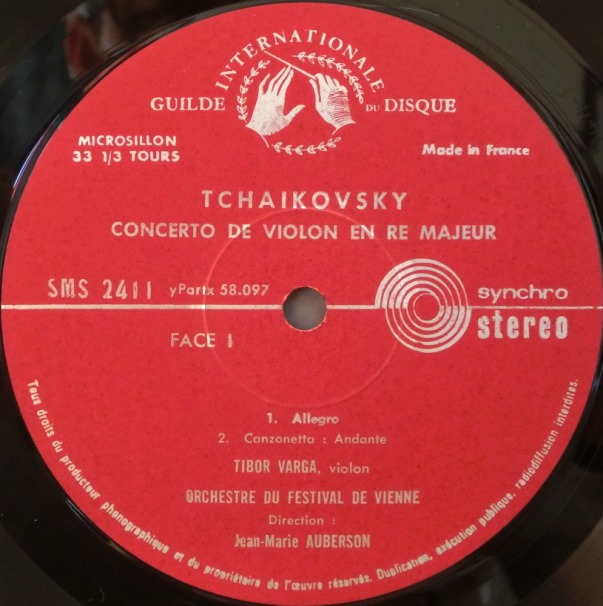 INTERNATIONALE
GUILDE DU DISQUE
MICROSILLON
33 1/3 TOURS
Made in France
TCHAIKOVSKY
CONCERTO DE VIOLON EN RE MAJEUR
SMS 2411 yPartx 58.097
synchro
stereo
FACE 1
1. Allegro
2. Canzonetta : Andante
TIBOR VARGA, violon
ORCHESTRE DU FESTIVAL DE VIENNE
Direction :
Jean-Marie AUBERSON
Tous droits du producteur phonographique et du propriétaire de l'œuvre réservés. Duplication, exécution publique, radiodiffusion interdites.